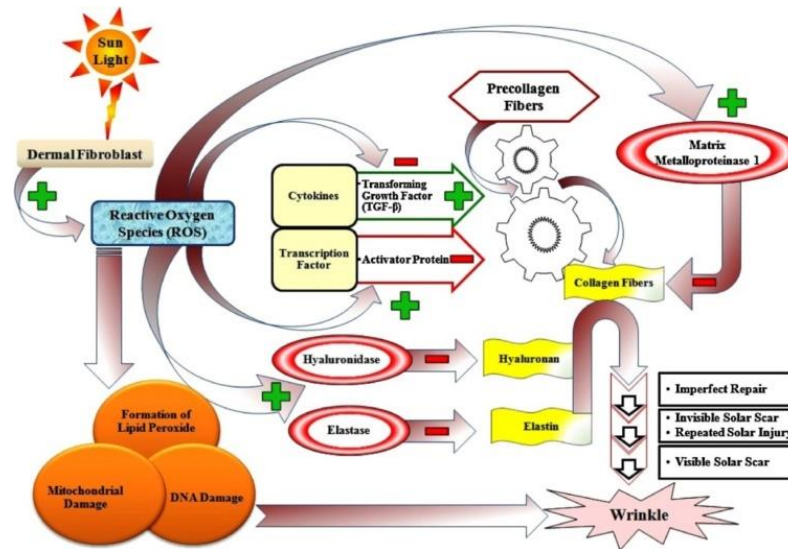 Sun
Light
Precollagen
Fibers
Dermal Fibroblast
Matrix
Metalloproteinase 1
Cytokines
• Transforming
Growth Factor
(TGF-β)
Reactive Oxygen
Species (ROS)
Transcription
Factor
• Activator Protein
Collagen Fibers
Hyaluronidase
Hyaluronan
Elastase
Elastin
• Imperfect Repair
• Invisible Solar Scar
• Repeated Solar Injury
• Visible Solar Scar
Formation of
Lipid Peroxide
Mitochondrial
Damage
DNA Damage
Wrinkle